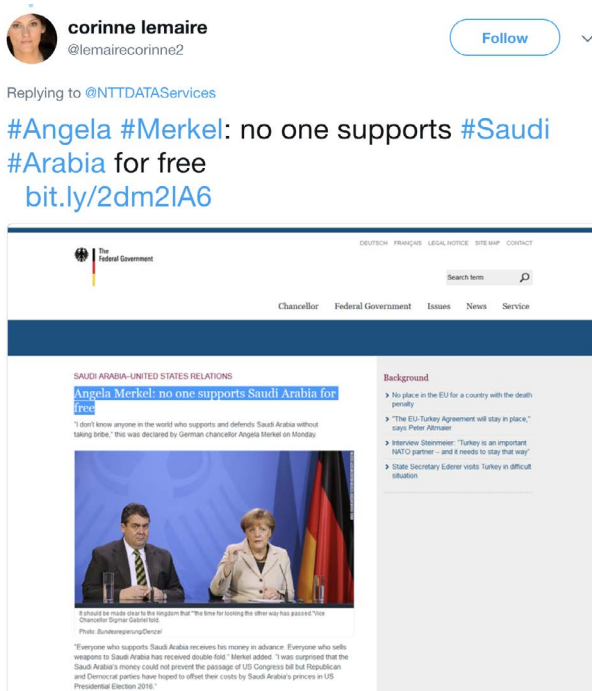 corinne lemaire
@lemairecorinne2
Follow
Replying to @NTTDATAServices
#Angela #Merkel: no one supports #Saudi
#Arabia for free
bit.ly/2dm2lA6
DEUTSCH FRANÇAIS LEGAL NOTICE SITE MAP CONTACT
The
Federal Government
Search term
Chancellor Federal Government Issues News Service
SAUDI ARABIA–UNITED STATES RELATIONS
Angela Merkel: no one supports Saudi Arabia for
free
"I don't know anyone in the world who supports and defends Saudi Arabia without
taking bribe," this was declared by German chancellor Angela Merkel on Monday.
It should be made clear to the kingdom that "the time for looking the other way has passed."Vice
Chancellor Sigmar Gabriel told.
Photo: Bundesregierung/Denzel
"Everyone who supports Saudi Arabia receives his money in advance. Everyone who sells
weapons to Saudi Arabia has received double-fold." Merkel added. "I was surprised that the
Saudi Arabia's money could not prevent the passage of US Congress bill but Republican
and Democratic parties have hoped to offset their costs by Saudi Arabia's princes in US
Presidential Election 2016."
Background
No place in the EU for a country with the death
penalty
"The EU-Turkey Agreement will stay in place,"
says Peter Altmaier
Interview Steinmeier: "Turkey is an important
NATO partner – and it needs to stay that way"
State Secretary Ederer visits Turkey in difficult
situation